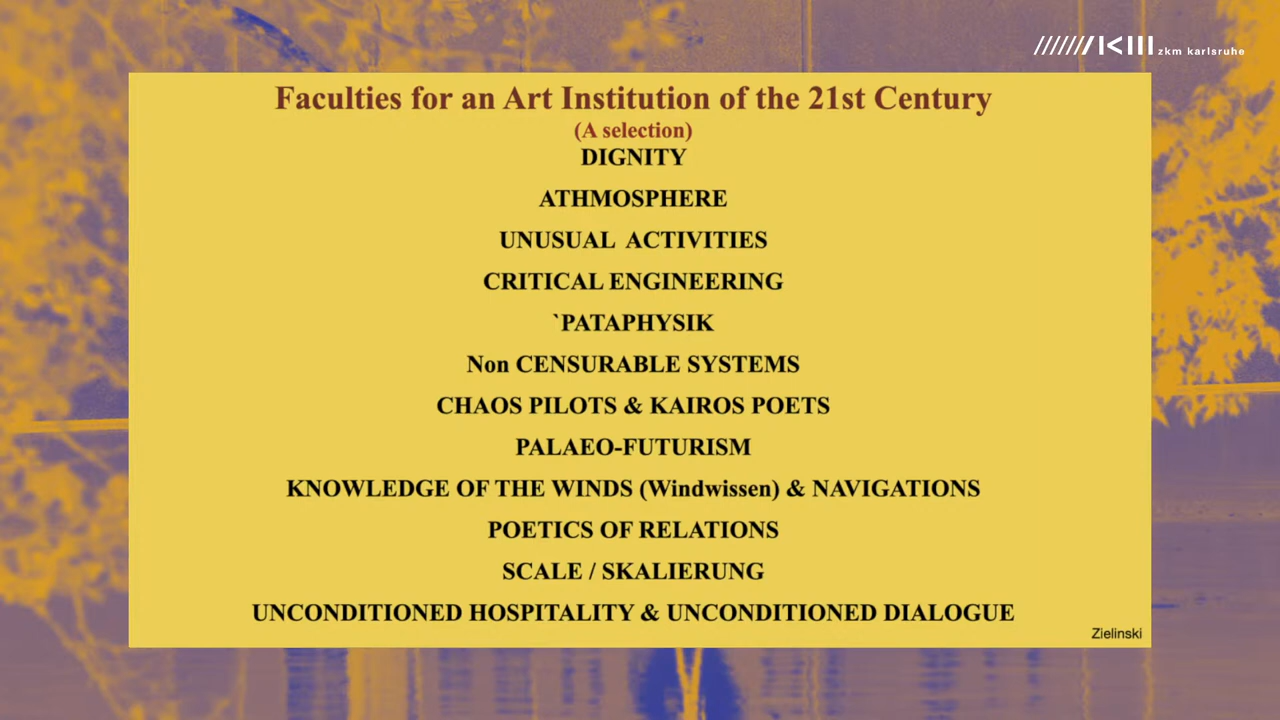 zkm karlsruhe
Faculties for an Art Institution of the 21st Century
(A selection)
DIGNITY
ATHMOSPHERE
UNUSUAL ACTIVITIES
CRITICAL ENGINEERING
`PATAPHYSIK
Non CENSURABLE SYSTEMS
CHAOS PILOTS & KAIROS POETS
PALAEO-FUTURISM
KNOWLEDGE OF THE WINDS (Windwissen) & NAVIGATIONS
POETICS OF RELATIONS
SCALE / SKALIERUNG
UNCONDITIONED HOSPITALITY & UNCONDITIONED DIALOGUE
Zielinski